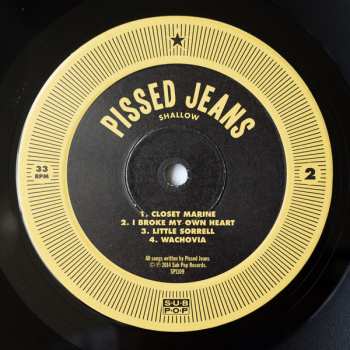 PISSED JEANS
SHALLOW
33
RPM
2
1. CLOSET MARINE
2. I BROKE MY OWN HEART
3. LITTLE SORRELL
4. WACHOVIA
All songs written by Pissed Jeans
© ℗ 2014 Sub Pop Records.
SP1109
SUB
POP